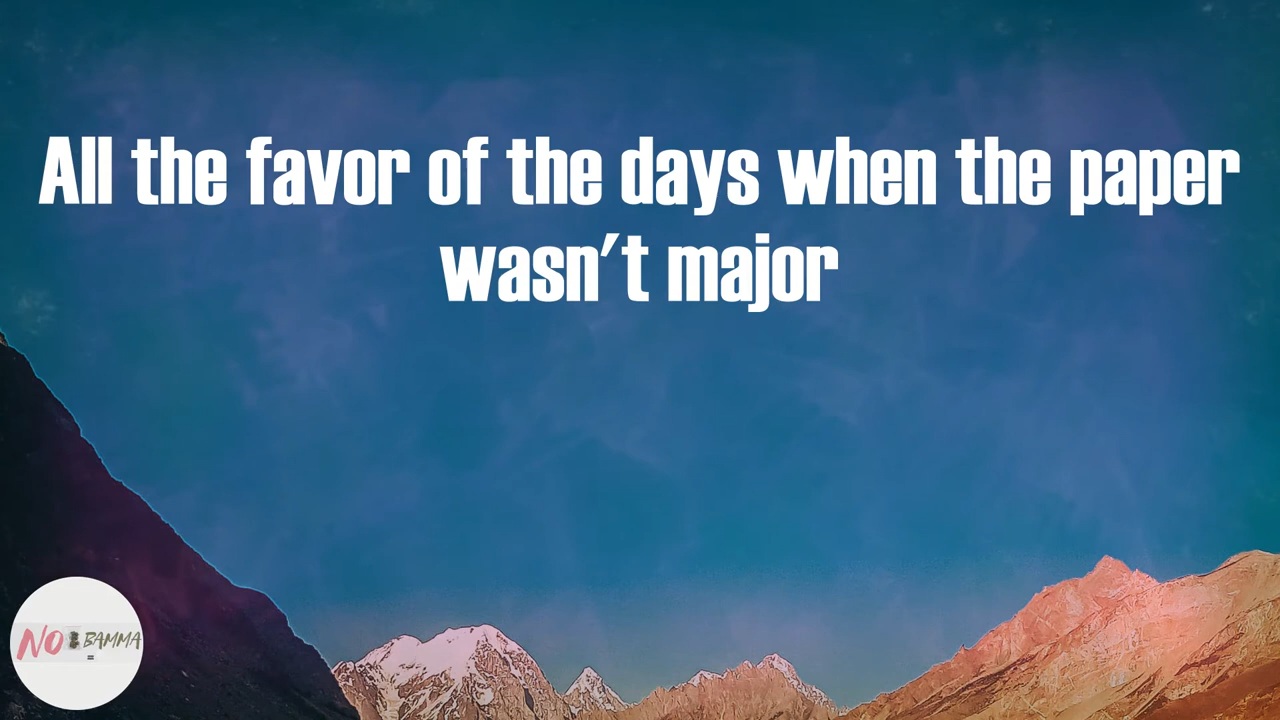 All the favor of the days when the paper
wasn't major
NO BAMMA